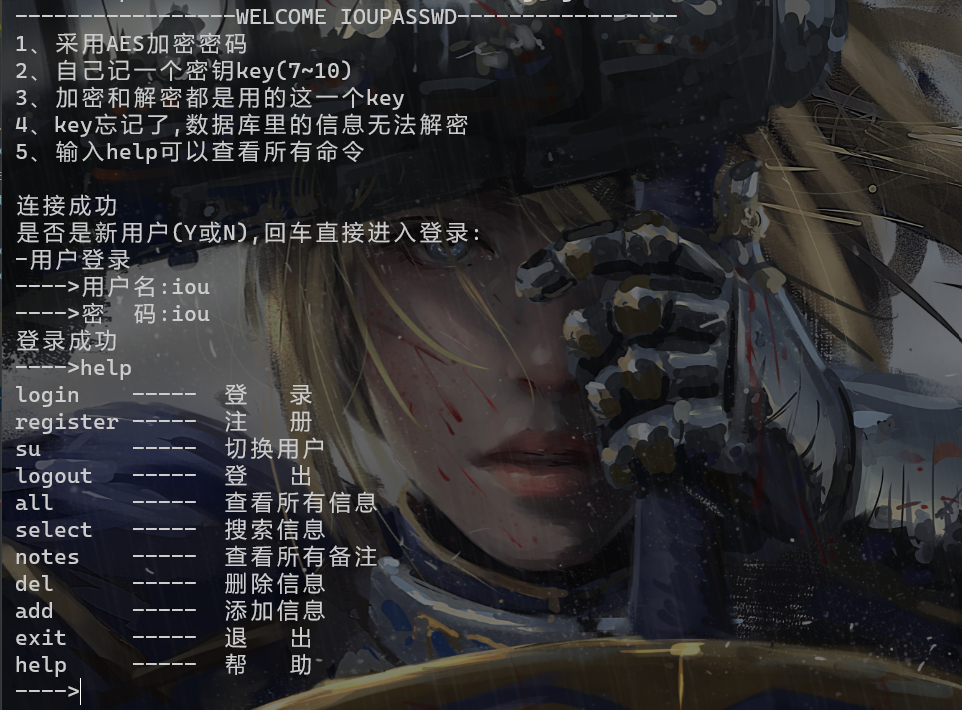 -----------------WELCOME IOUPASSWD-----------------
1、采用AES加密密码
2、自己记一个密钥key(7~10)
3、加密和解密都是用的这一个key
4、key忘记了,数据库里的信息无法解密
5、输入help可以查看所有命令
连接成功
是否是新用户(Y或N),回车直接进入登录:
-用户登录
---->用户名:iou
---->密  码:iou
登录成功
---->help
login    -----  登   录
register -----  注   册
su       -----  切换用户
logout   -----  登   出
all      -----  查看所有信息
select   -----  搜索信息
notes    -----  查看所有备注
del      -----  删除信息
add      -----  添加信息
exit     -----  退   出
help     -----  帮   助
---->